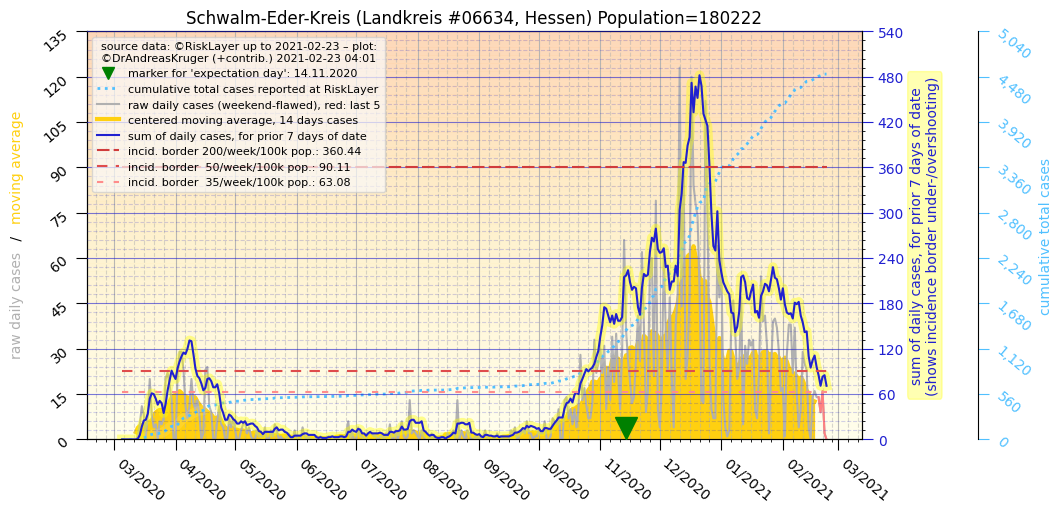 Schwalm-Eder-Kreis (Landkreis #06634, Hessen) Population=180222
source data: ©RiskLayer up to 2021-02-23 – plot:
©DrAndreasKruger (+contrib.) 2021-02-23 04:01
marker for 'expectation day': 14.11.2020
cumulative total cases reported at RiskLayer
raw daily cases (weekend-flawed), red: last 5
centered moving average, 14 days cases
sum of daily cases, for prior 7 days of date
incid. border 200/week/100k pop.: 360.44
incid. border  50/week/100k pop.: 90.11
incid. border  35/week/100k pop.: 63.08
raw daily cases / moving average
135
120
105
90
75
60
45
30
15
0
03/2020
04/2020
05/2020
06/2020
07/2020
08/2020
09/2020
10/2020
11/2020
12/2020
01/2021
02/2021
03/2021
540
480
420
360
300
240
180
120
60
0
sum of daily cases, for prior 7 days of date
(shows incidence border under-/overshooting)
5,040
4,480
3,920
3,360
2,800
2,240
1,680
1,120
560
0
cumulative total cases